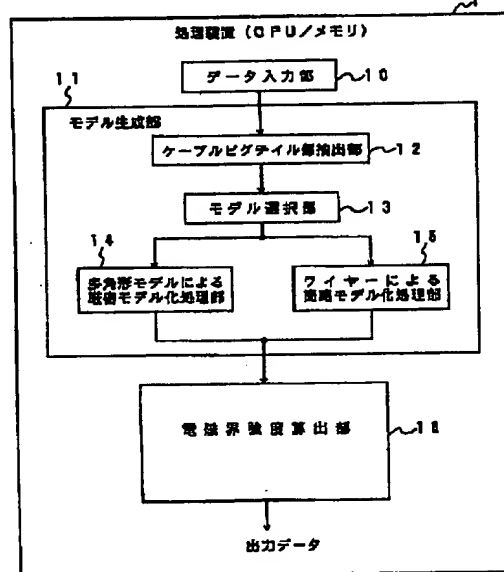 処理装置(CPU/メモリ)
データ入力部
10
11
モデル生成部
ケーブルピグテイル部抽出部
12
モデル選択部
13
14
多角形モデルによる
厳密モデル化処理部
15
ワイヤーによる
簡略モデル化処理部
電磁界強度算出部
出力データ